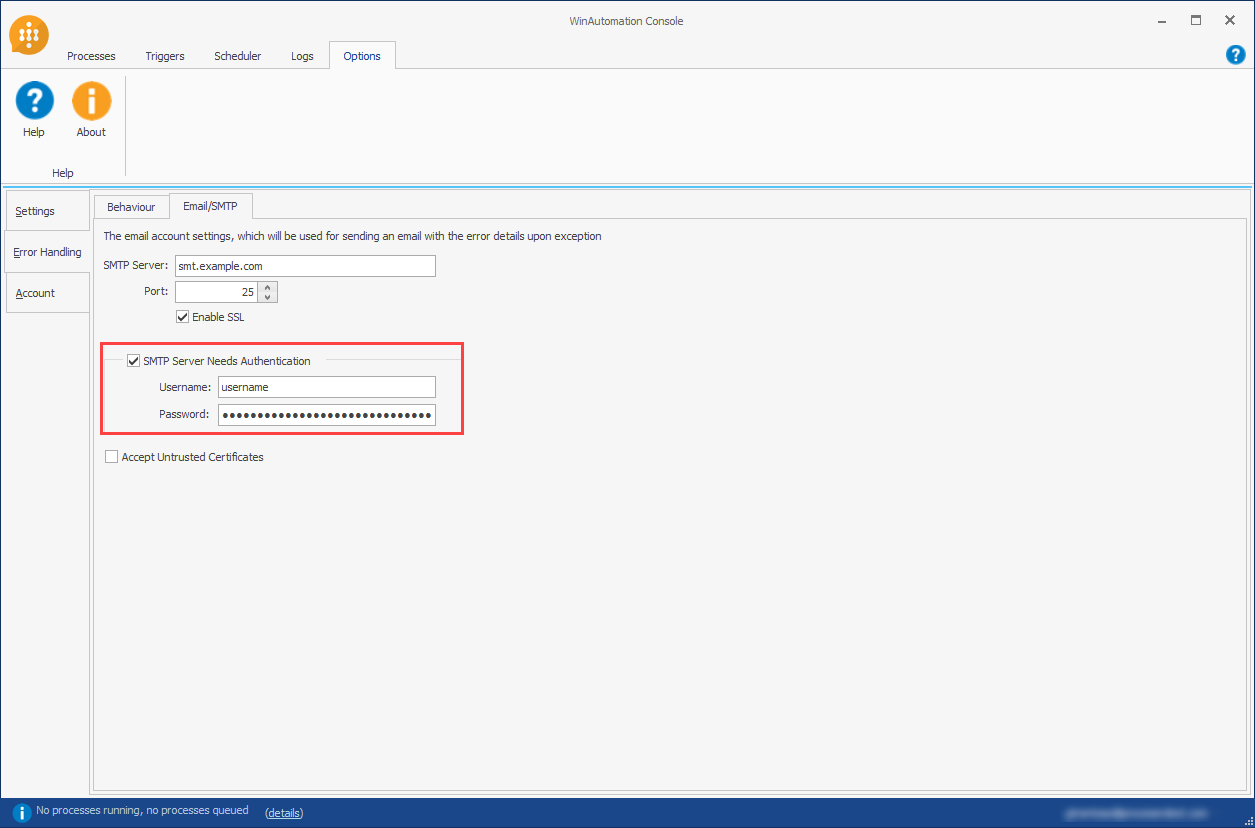 WinAutomation Console
Processes Triggers Scheduler Logs Options
Help About
Help
Settings
Error Handling
Account
Behaviour Email/SMTP
The email account settings, which will be used for sending an email with the error details upon exception
SMTP Server: smt.example.com
Port: 25
Enable SSL
SMTP Server Needs Authentication
Username: username
Password: ●●●●●●●●●●●●●●●●●●●●●●●●●●●●●●
Accept Untrusted Certificates
No processes running, no processes queued (details)